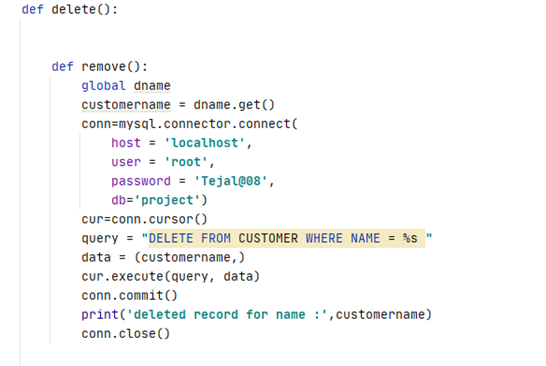 def delete():
def remove():
global dname
customername = dname.get()
conn=mysql.connector.connect(
host = 'localhost',
user = 'root',
password = 'Tejal@08',
db='project')
cur=conn.cursor()
query = "DELETE FROM CUSTOMER WHERE NAME = %s "
data = (customername,)
cur.execute(query, data)
conn.commit()
print('deleted record for name :',customername)
conn.close()